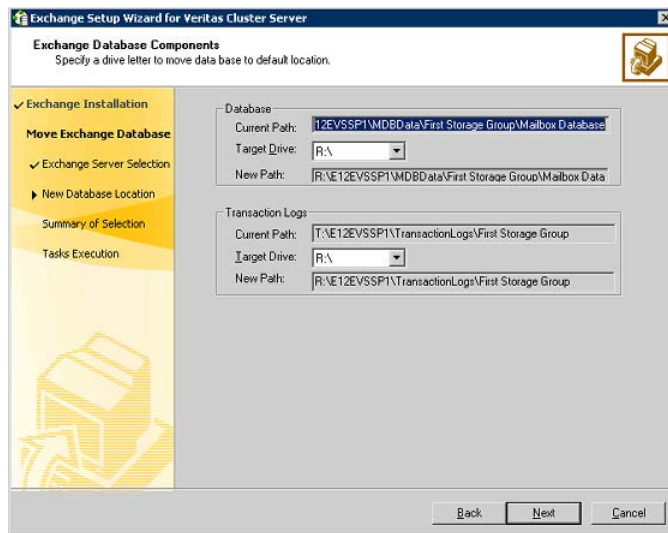 Exchange Setup Wizard for Veritas Cluster Server
Exchange Database Components
Specify a drive letter to move data base to default location.
Exchange Installation
Move Exchange Database
Exchange Server Selection
New Database Location
Summary of Selection
Tasks Execution
Database
Current Path: 12EVSSP1\MDBData\First Storage Group\Mailbox Database
Target Drive: R:\
New Path: R:\E12EVSSP1\MDBData\First Storage Group\Mailbox Data
Transaction Logs
Current Path: T:\E12EVSSP1\TransactionLogs\First Storage Group
Target Drive: R:\
New Path: R:\E12EVSSP1\TransactionLogs\First Storage Group
Back Next Cancel